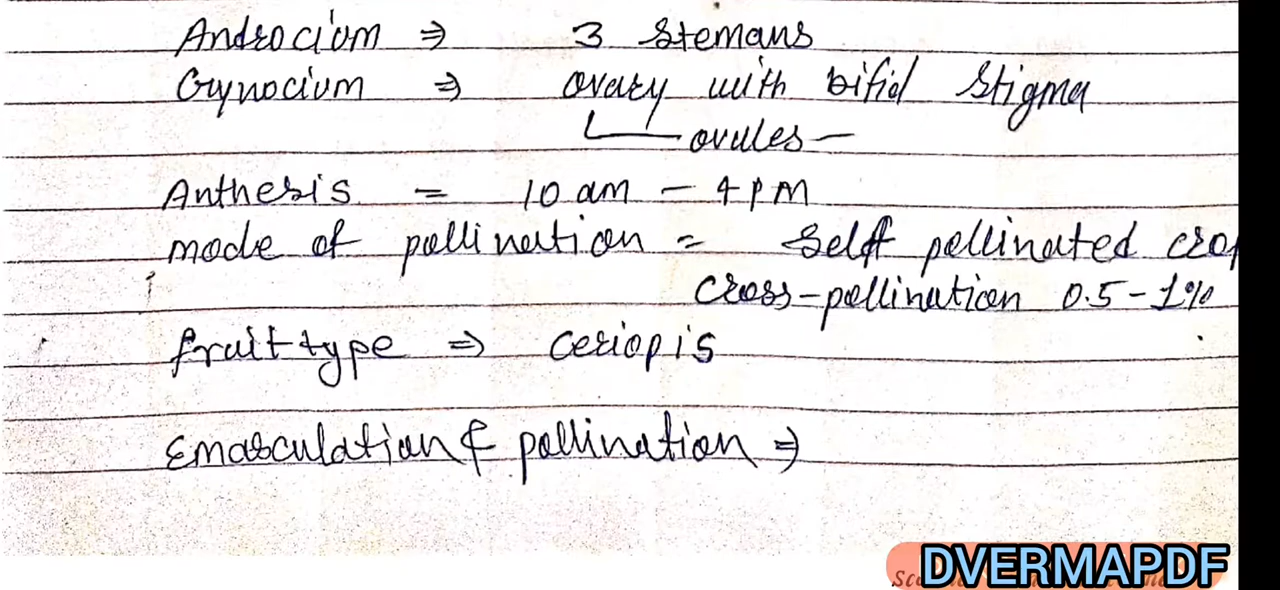 Androcium ⇒ 3 stemans
Gynocium ⇒ ovary with bifid stigma
ovules —
Anthesis = 10 am – 4 PM
mode of pollination = Self pollinated crop
cross-pollination 0.5 - 1%
fruit type ⇒ ceriopis
Emasculation & pollination ⇒
DVERMAPDF